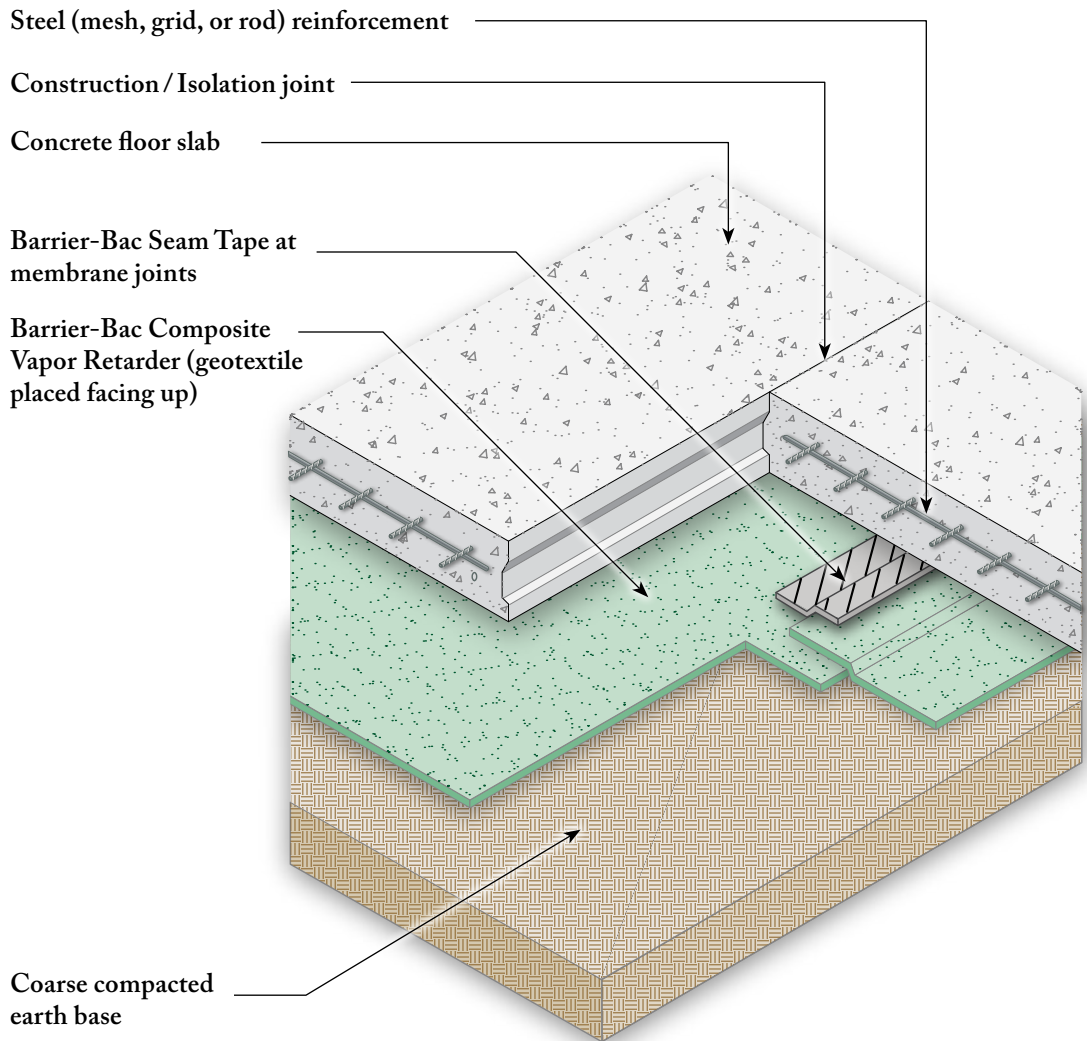 Steel (mesh, grid, or rod) reinforcement
Construction / Isolation joint
Concrete floor slab
Barrier-Bac Seam Tape at
membrane joints
Barrier-Bac Composite
Vapor Retarder (geotextile
placed facing up)
Coarse compacted
earth base